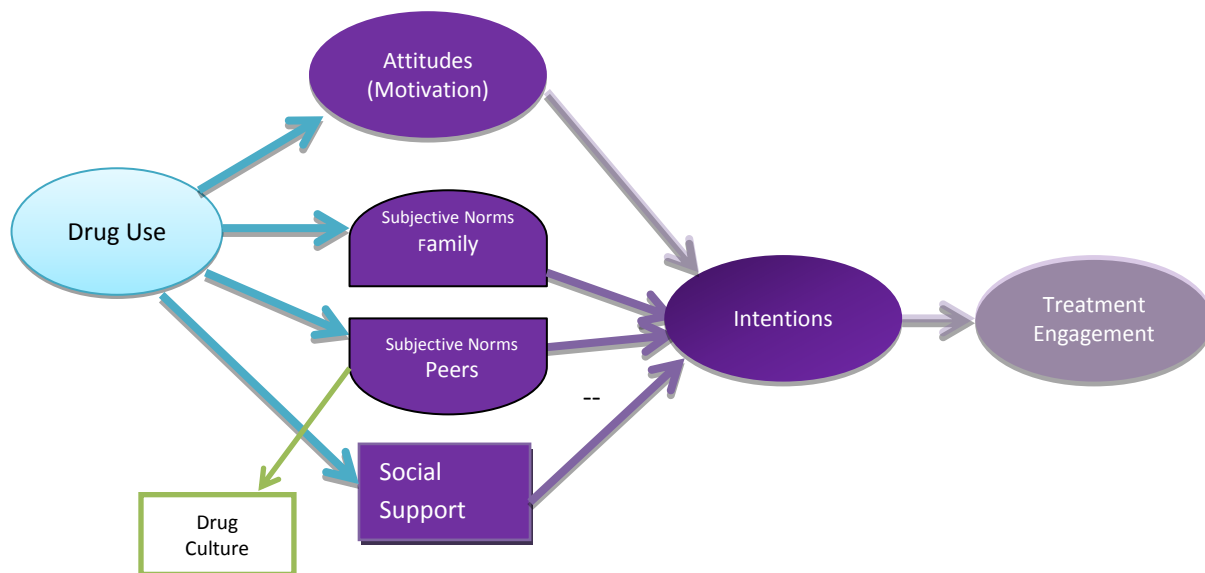 Attitudes
(Motivation)
Drug Use
Subjective Norms
Family
Subjective Norms
Peers
Intentions
Treatment
Engagement
--
Social
Support
Drug
Culture